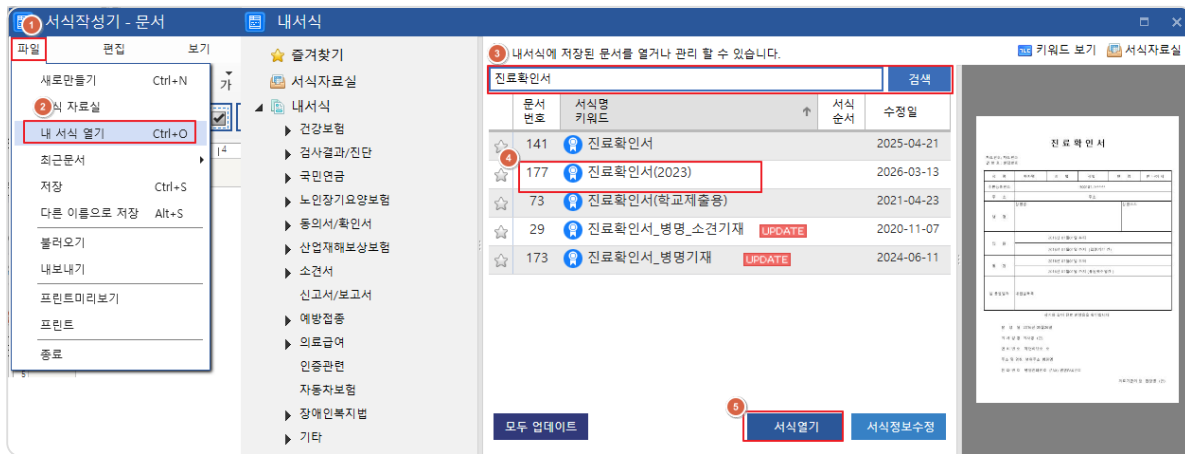 서식작성기 - 문서
내서식
1
파일
편집
보기
새로만들기 Ctrl+N
2
식 자료실
내 서식 열기 Ctrl+O
최근문서
저장 Ctrl+S
다른 이름으로 저장 Alt+S
불러오기
내보내기
프린트미리보기
프린트
종료
가
즐겨찾기
서식자료실
내서식
건강보험
검사결과/진단
국민연금
노인장기요양보험
동의서/확인서
산업재해보상보험
소견서
신고서/보고서
예방접종
의료급여
인증관련
자동차보험
장애인복지법
기타
3 내서식에 저장된 문서를 열거나 관리 할 수 있습니다.
키워드 보기
서식자료실
진료확인서
검색
문서번호 서식명 키워드 서식순서 수정일
141 진료확인서 2025-04-21
4
177 진료확인서(2023) 2026-03-13
73 진료확인서(학교제출용) 2021-04-23
29 진료확인서_병명_소견기재 UPDATE 2020-11-07
173 진료확인서_병명기재 UPDATE 2024-06-11
5
모두 업데이트
서식열기
서식정보수정
진 료 확 인 서